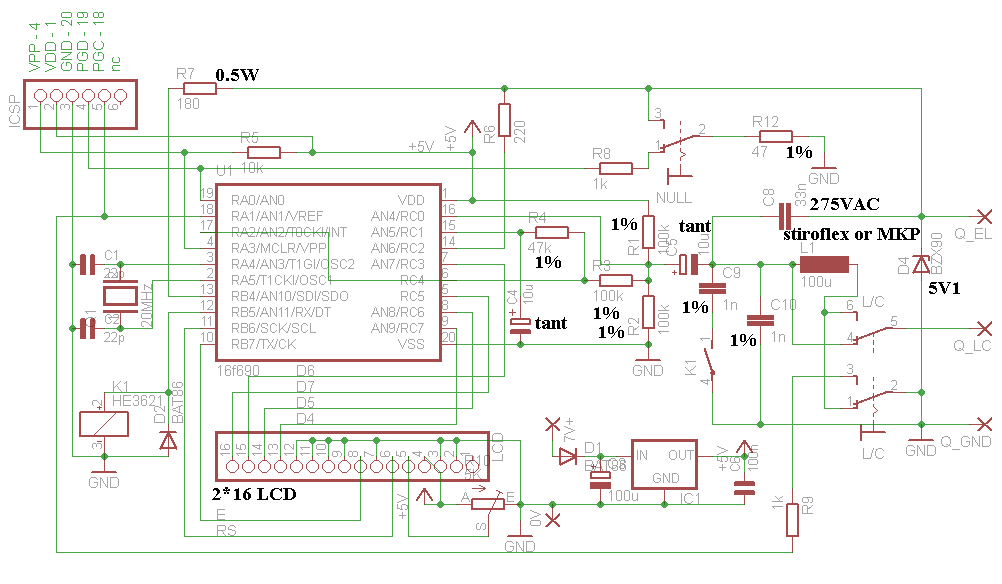 VPP - 4
VDD - 1
GND - 20
PGD - 19
PGC - 18
nc
ICSP
1 2 3 4 5 6
R7 0.5W
180
R5
10k
+5V
+5V
R6
220
R8
1k
3
2
1
NULL
R12
47 1%
GND
U1
19 RA0/AN0 VDD 1
18 RA1/AN1/VREF AN4/RC0 16
17 RA2/AN2/T0CKI/INT AN5/RC1 15
4 RA3/MCLR/VPP AN6/RC2 14
3 RA4/AN3/T1GI/OSC2 AN7/RC3 7
2 RA5/T1CKI/OSC1 RC4 6
13 RB4/AN10/SDI/SDO RC5 5
12 RB5/AN11/RX/DT AN8/RC6 8
11 RB6/SCK/SCL AN9/RC7 9
10 RB7/TX/CK VSS 20
16f690
C1
22p
20MHz
C2
22p
R4
47k
1%
R3
100k
1%
1%
C4
10u
tant
1%
R1
100k
R2
100k
GND
tant
C5
10u
C8
33n
275VAC
stiroflex or MKP
L1
100u
C9
1%
1n
C10
1%
1n
K1
1
4
D4
BZX90
5V1
Q_EL
L/C
6
5
4
Q_LC
3
2
1
L/C
GND
Q_GND
K1
HE3621
2
3
GND
D2
BAT86
D6
D7
D5
D4
LCD
16 15 14 13 12 11 10 9 8 7 6 5 4 3 2 1
2*16 LCD
E
RS
+5V
A
E
S
GND
0V
7V+
D1
BAT86
100u
IN OUT
GND
IC1
+5V
C6
100n
1k
R9